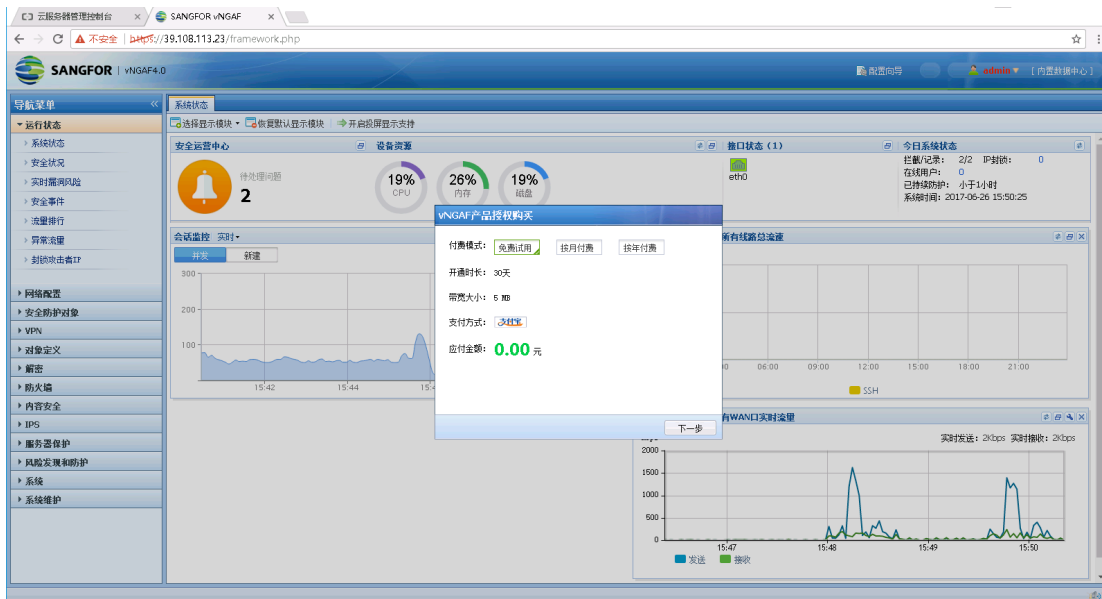 云服务器管理控制台 × SANGFOR vNGAF ×
不安全 | https://39.108.113.23/framework.php
SANGFOR | vNGAF4.0 配置向导 admin [内置数据中心]
导航菜单 «
运行状态
系统状态
安全状况
实时漏洞风险
安全事件
流量排行
异常流量
封锁攻击者IP
网络配置
安全防护对象
VPN
对象定义
解密
防火墙
内容安全
IPS
服务器保护
风险发现和防护
系统
系统维护
系统状态
选择显示模块 恢复默认显示模块 开启投屏显示支持
安全运营中心
待处理问题
2
设备资源
19%
CPU
26%
内存
19%
磁盘
接口状态 (1)
eth0
今日系统状态
拦截/记录: 2/2 IP封锁: 0
在线用户: 0
已持续防护: 小于1小时
系统时间: 2017-06-26 15:50:25
会话监控 实时
并发 新建
300
200
100
15:42 15:44 15:4
vNGAF产品授权购买
付费模式: 免费试用 按月付费 按年付费
开通时长: 30天
带宽大小: 5 MB
支付方式: 支付宝
应付金额: 0.00 元
下一步
所有线路总流速
00 06:00 09:00 12:00 15:00 18:00 21:00
SSH
有WAN口实时流量
实时发送: 2Kbps 实时接收: 2Kbps
2000
1500
1000
500
0
15:47 15:48 15:49 15:50
发送 接收